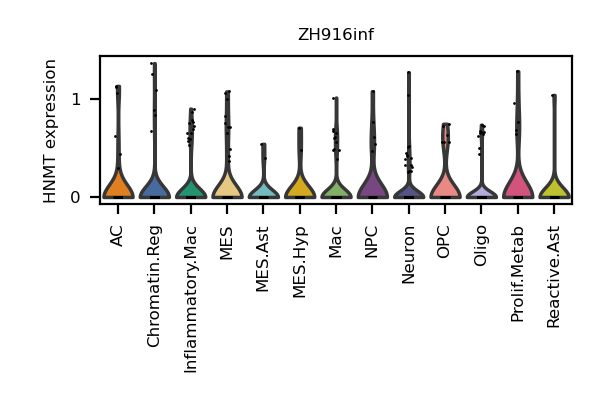 ZH916inf
HNMT expression
1
0
AC
Chromatin.Reg
Inflammatory.Mac
MES
MES.Ast
MES.Hyp
Mac
NPC
Neuron
OPC
Oligo
Prolif.Metab
Reactive.Ast